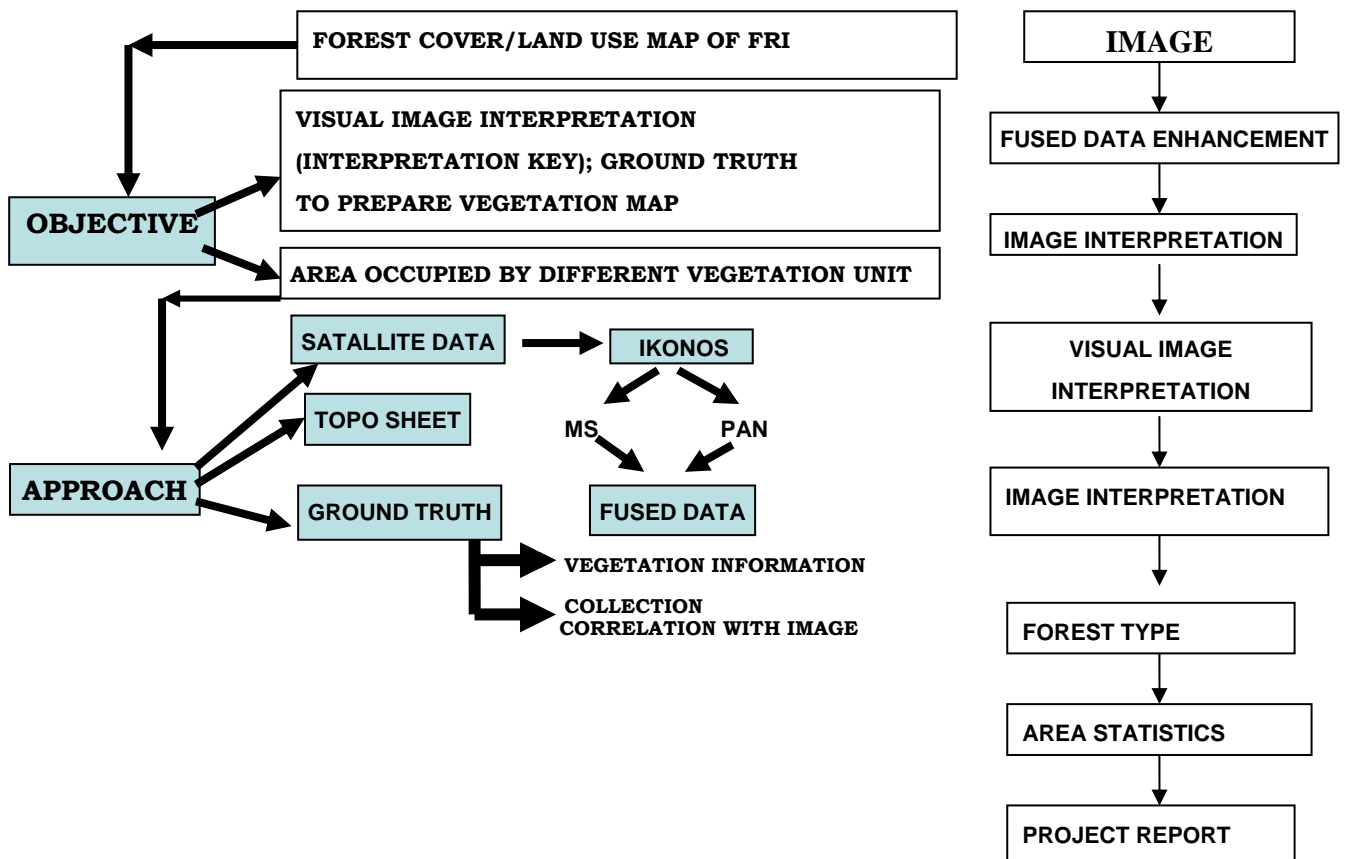 FOREST COVER/LAND USE MAP OF FRI
VISUAL IMAGE INTERPRETATION
(INTERPRETATION KEY); GROUND TRUTH
TO PREPARE VEGETATION MAP
OBJECTIVE
AREA OCCUPIED BY DIFFERENT VEGETATION UNIT
SATALLITE DATA
IKONOS
TOPO SHEET
MS
PAN
APPROACH
GROUND TRUTH
FUSED DATA
VEGETATION INFORMATION
COLLECTION
CORRELATION WITH IMAGE
IMAGE
FUSED DATA ENHANCEMENT
IMAGE INTERPRETATION
VISUAL IMAGE
INTERPRETATION
IMAGE INTERPRETATION
FOREST TYPE
AREA STATISTICS
PROJECT REPORT